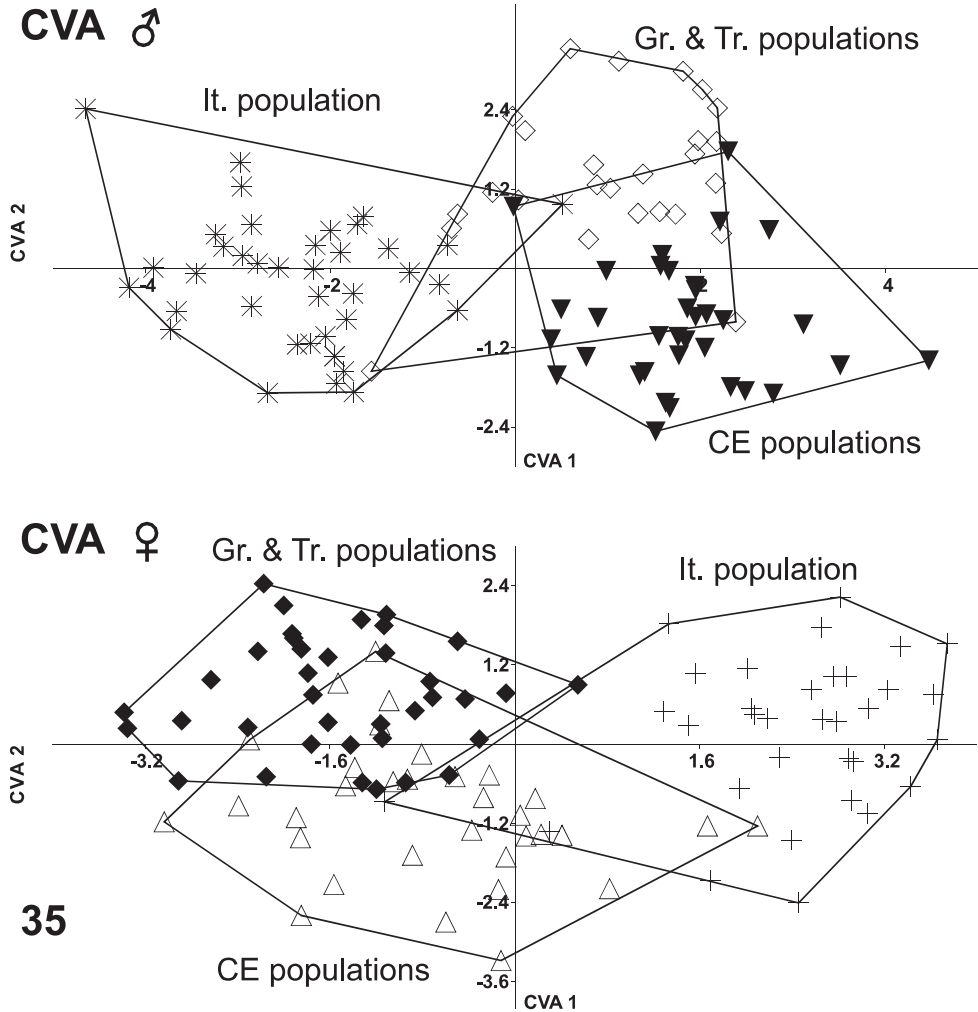 CVA ♂
Gr. & Tr. populations
It. population
2.4
1.2
CVA 2
-4
-2
2
4
-1.2
-2.4
CE populations
CVA 1
CVA ♀
Gr. & Tr. populations
It. population
2.4
1.2
CVA 2
-3.2
-1.6
1.6
3.2
-1.2
-2.4
35
CE populations
-3.6
CVA 1